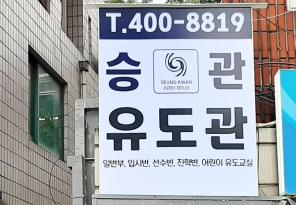 T.400-8819
승 관
SEUNG KWAN
JUDO DOJO
유도관
일반부, 입시반, 선수반, 진학반, 어린이 유도교실